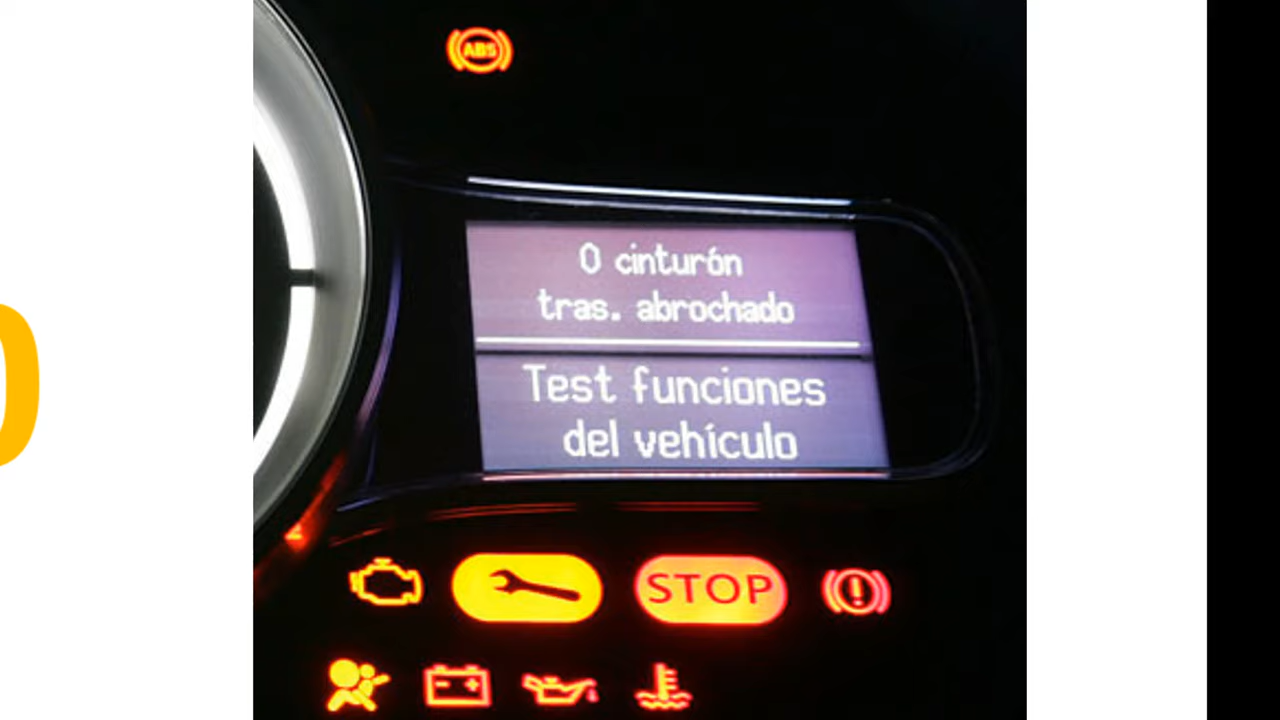 ABS
0 cinturón
tras. abrochado
Test funciones
del vehículo
STOP